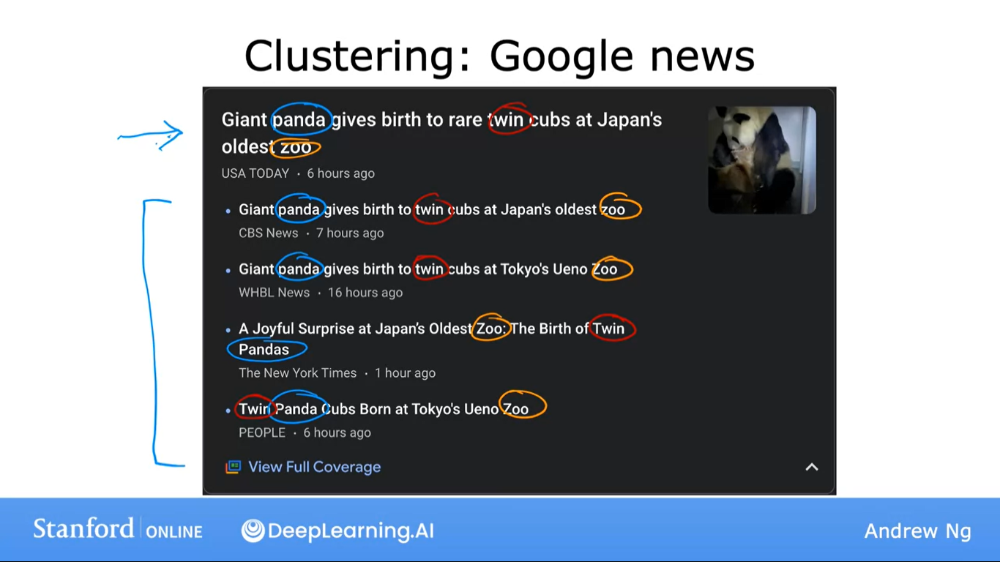 Clustering: Google news
Giant panda gives birth to rare twin cubs at Japan's
oldest zoo
USA TODAY · 6 hours ago
• Giant panda gives birth to twin cubs at Japan's oldest zoo
CBS News · 7 hours ago
• Giant panda gives birth to twin cubs at Tokyo's Ueno Zoo
WHBL News · 16 hours ago
• A Joyful Surprise at Japan’s Oldest Zoo: The Birth of Twin
Pandas
The New York Times · 1 hour ago
• Twin Panda Cubs Born at Tokyo's Ueno Zoo
PEOPLE · 6 hours ago
View Full Coverage
Stanford ONLINE DeepLearning.AI Andrew Ng